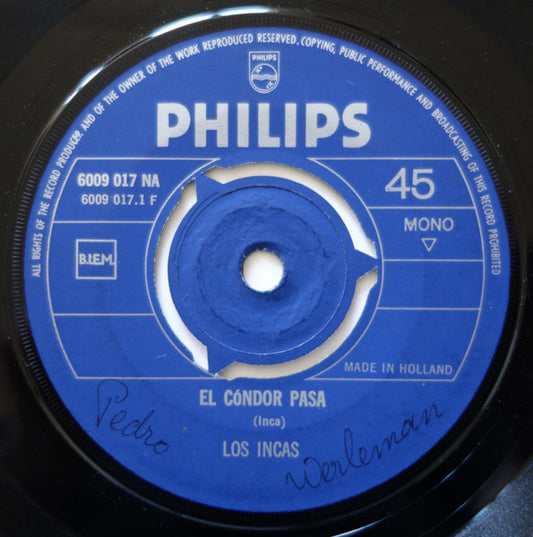 ALL RIGHTS OF THE RECORD PRODUCER AND OF THE OWNER OF THE WORK REPRODUCED RESERVED. COPYING, PUBLIC PERFORMANCE AND BROADCASTING OF THIS RECORD PROHIBITED
PHILIPS
PHILIPS
6009 017 NA
6009 017.1 F
45
MONO
B.I.E.M.
MADE IN HOLLAND
EL CÓNDOR PASA
(Inca)
LOS INCAS
Pedro
Werleman